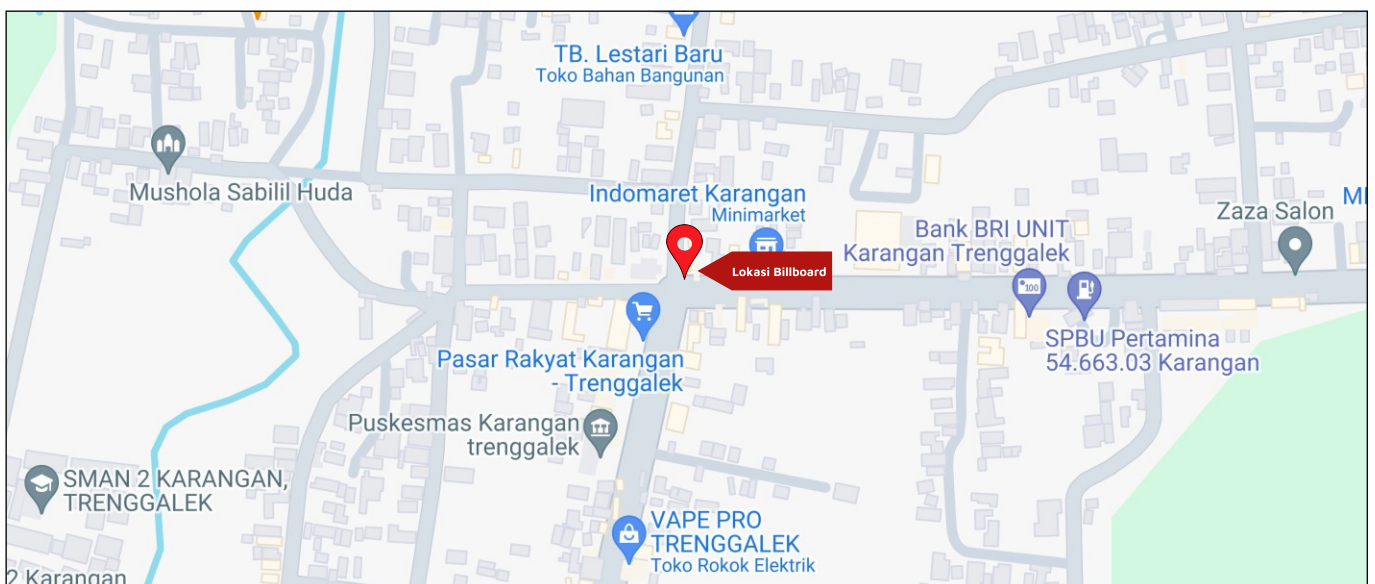 TB. Lestari Baru
Toko Bahan Bangunan
Mushola Sabilil Huda
Indomaret Karangan
Minimarket
Bank BRI UNIT
Karangan Trenggalek
100
Zaza Salon
Lokasi Billboard
Pasar Rakyat Karangan
- Trenggalek
SPBU Pertamina
54.663.03 Karangan
Puskesmas Karangan
trenggalek
SMAN 2 KARANGAN,
TRENGGALEK
VAPE PRO
TRENGGALEK
Toko Rokok Elektrik
2 Karangan